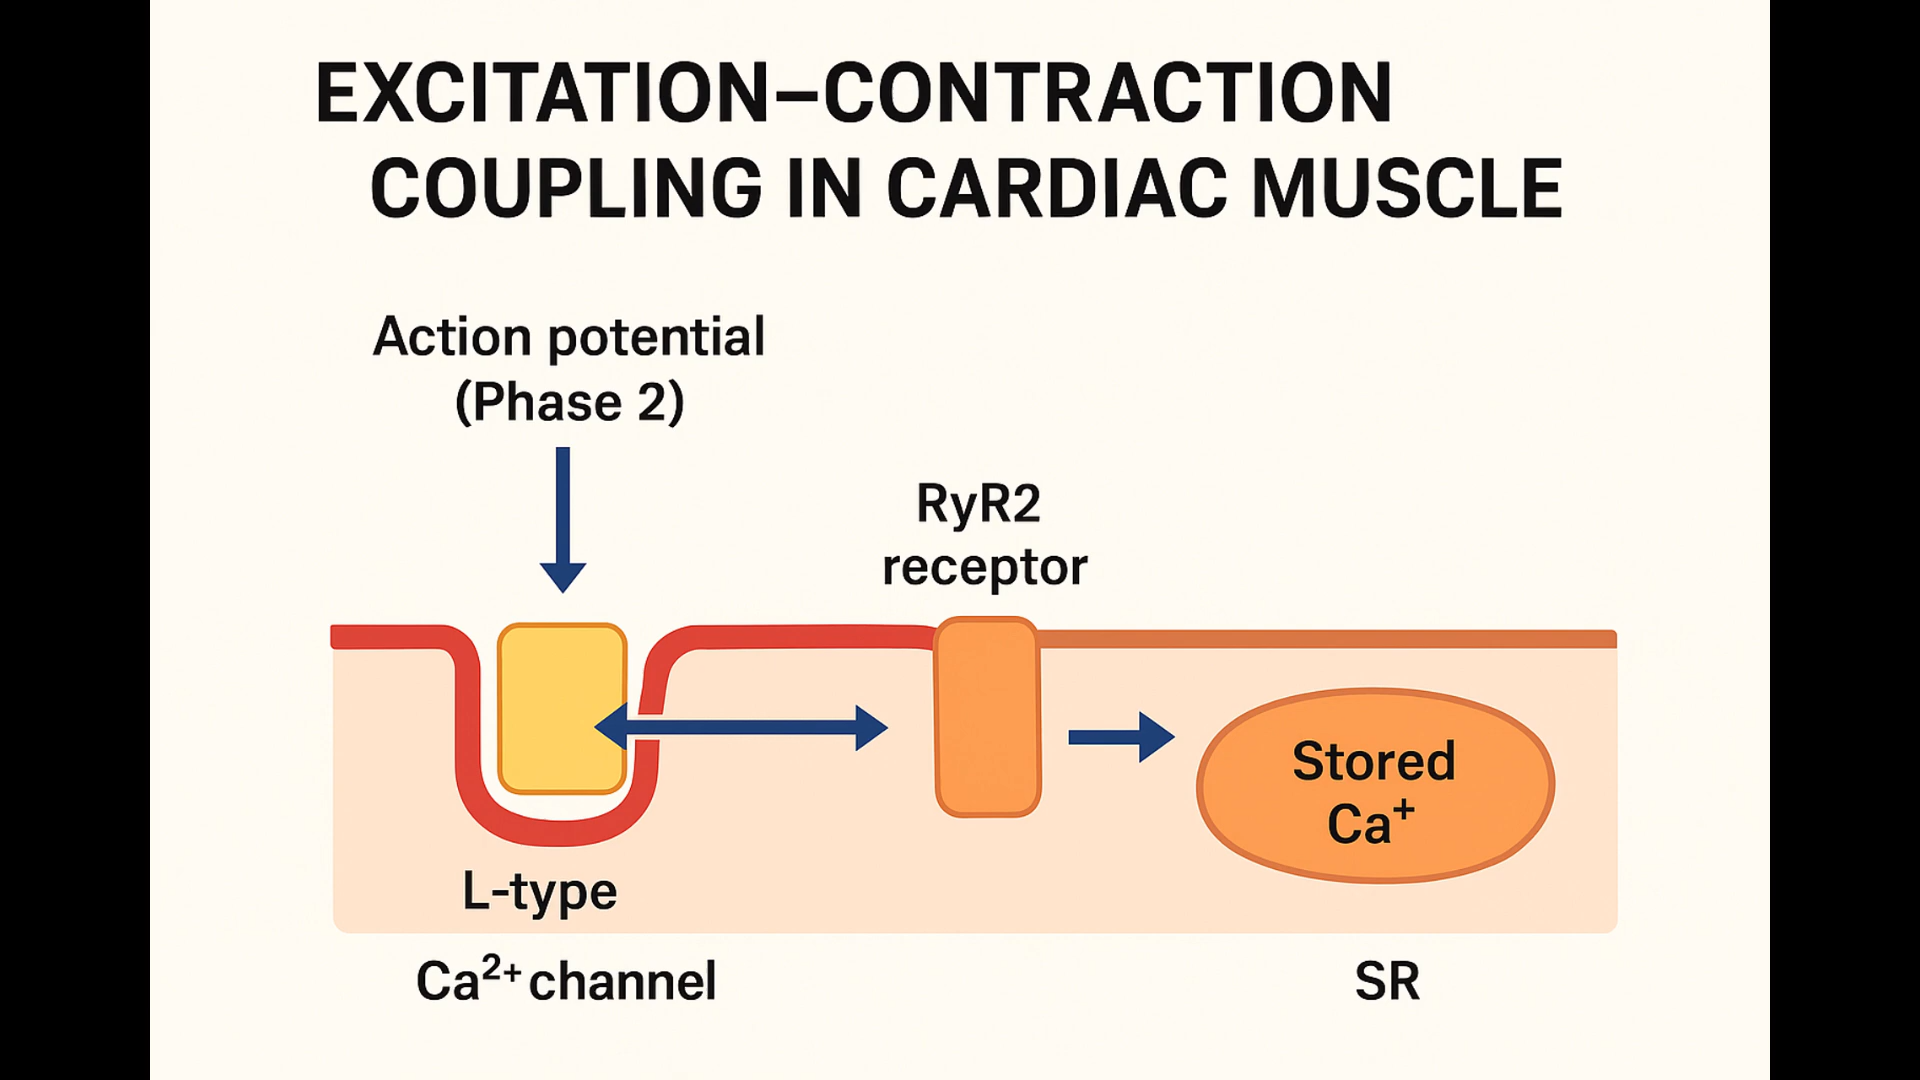 EXCITATION–CONTRACTION
COUPLING IN CARDIAC MUSCLE
Action potential
(Phase 2)
RyR2
receptor
Stored
Ca⁺
L-type
Ca²⁺ channel
SR